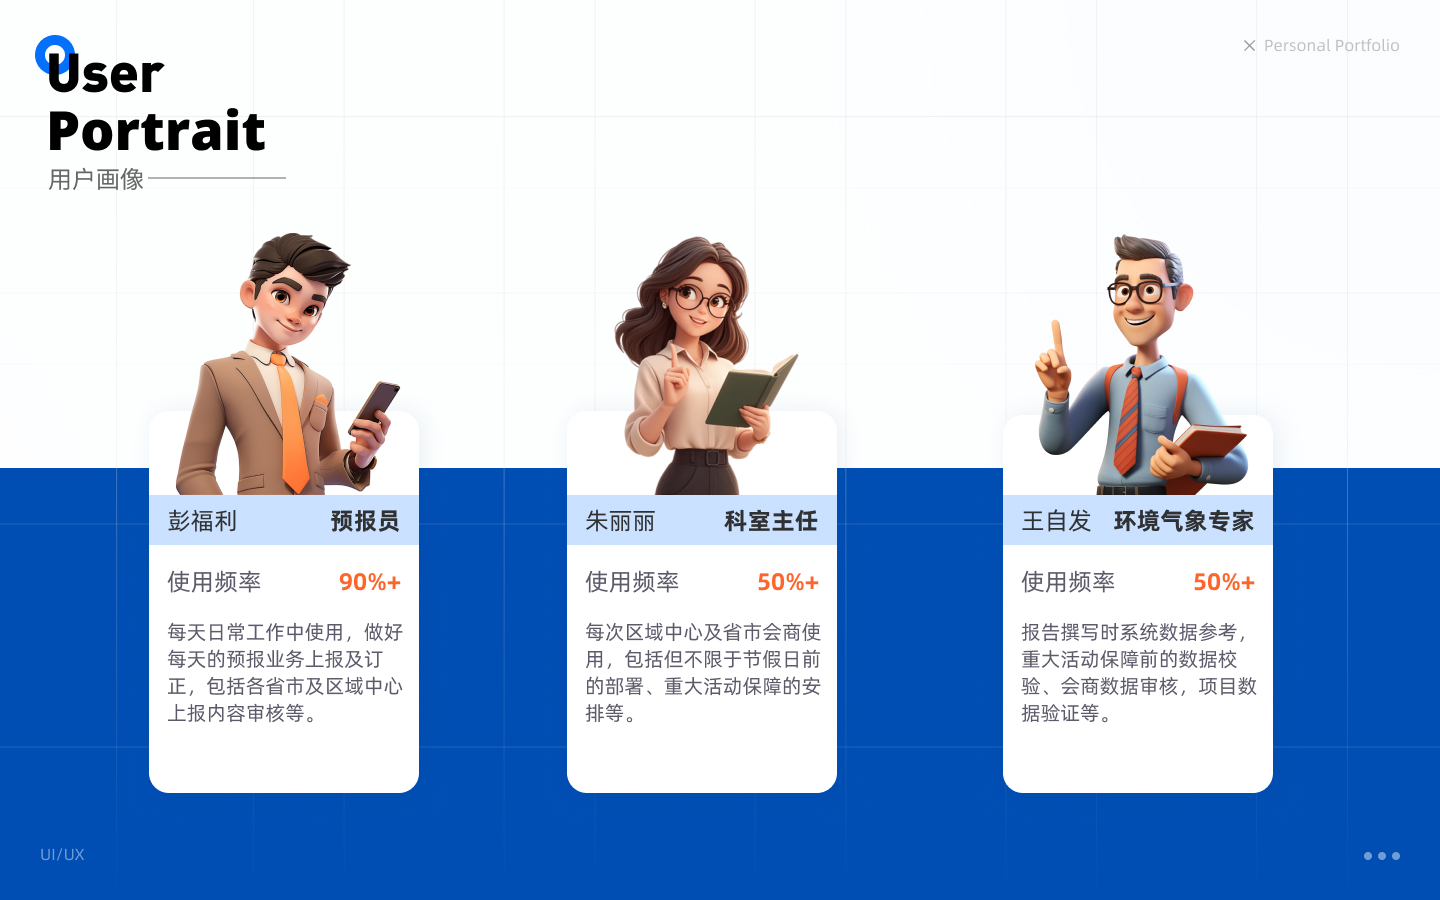 User
Portrait
用户画像
× Personal Portfolio
彭福利 预报员
使用频率 90%+
每天日常工作中使用，做好
每天的预报业务上报及订
正，包括各省市及区域中心
上报内容审核等。
朱丽丽 科室主任
使用频率 50%+
每次区域中心及省市会商使
用，包括但不限于节假日前
的部署、重大活动保障的安
排等。
王自发 环境气象专家
使用频率 50%+
报告撰写时系统数据参考，
重大活动保障前的数据校
验、会商数据审核，项目数
据验证等。
UI/UX